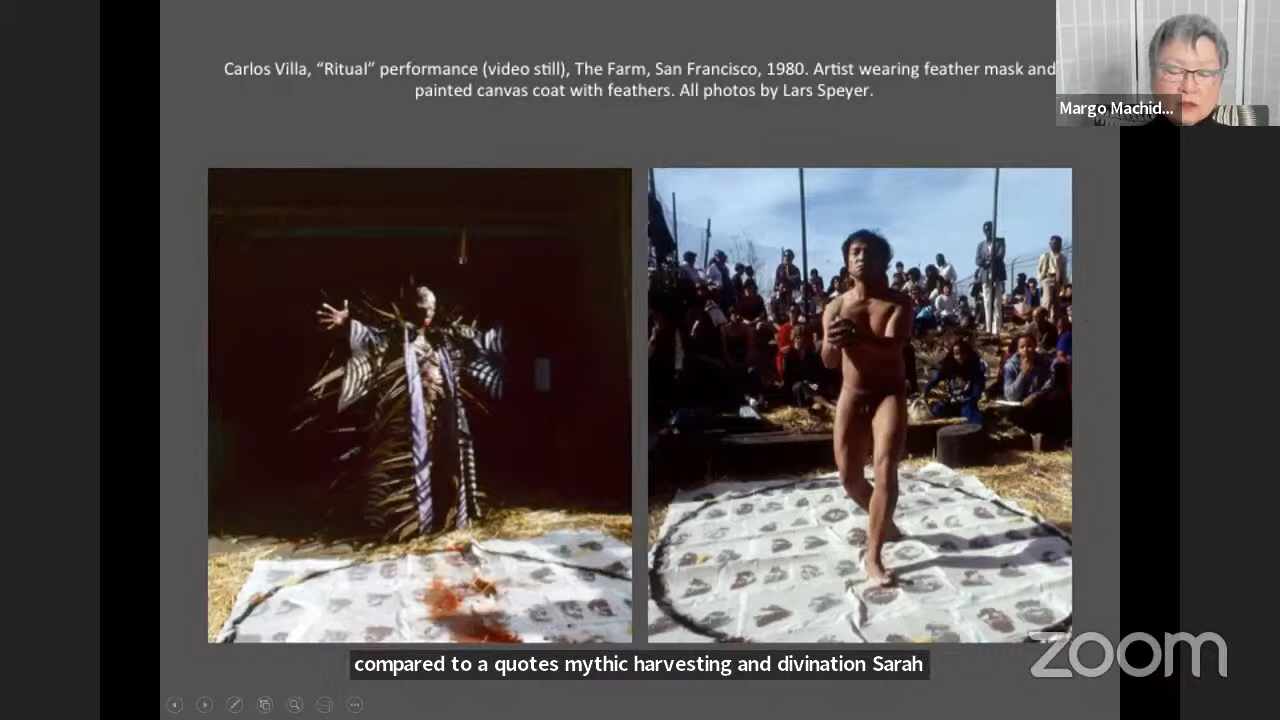 Carlos Villa, “Ritual” performance (video still), The Farm, San Francisco, 1980. Artist wearing feather mask and
painted canvas coat with feathers. All photos by Lars Speyer.
Margo Machid...
compared to a quotes mythic harvesting and divination Sarah
zoom